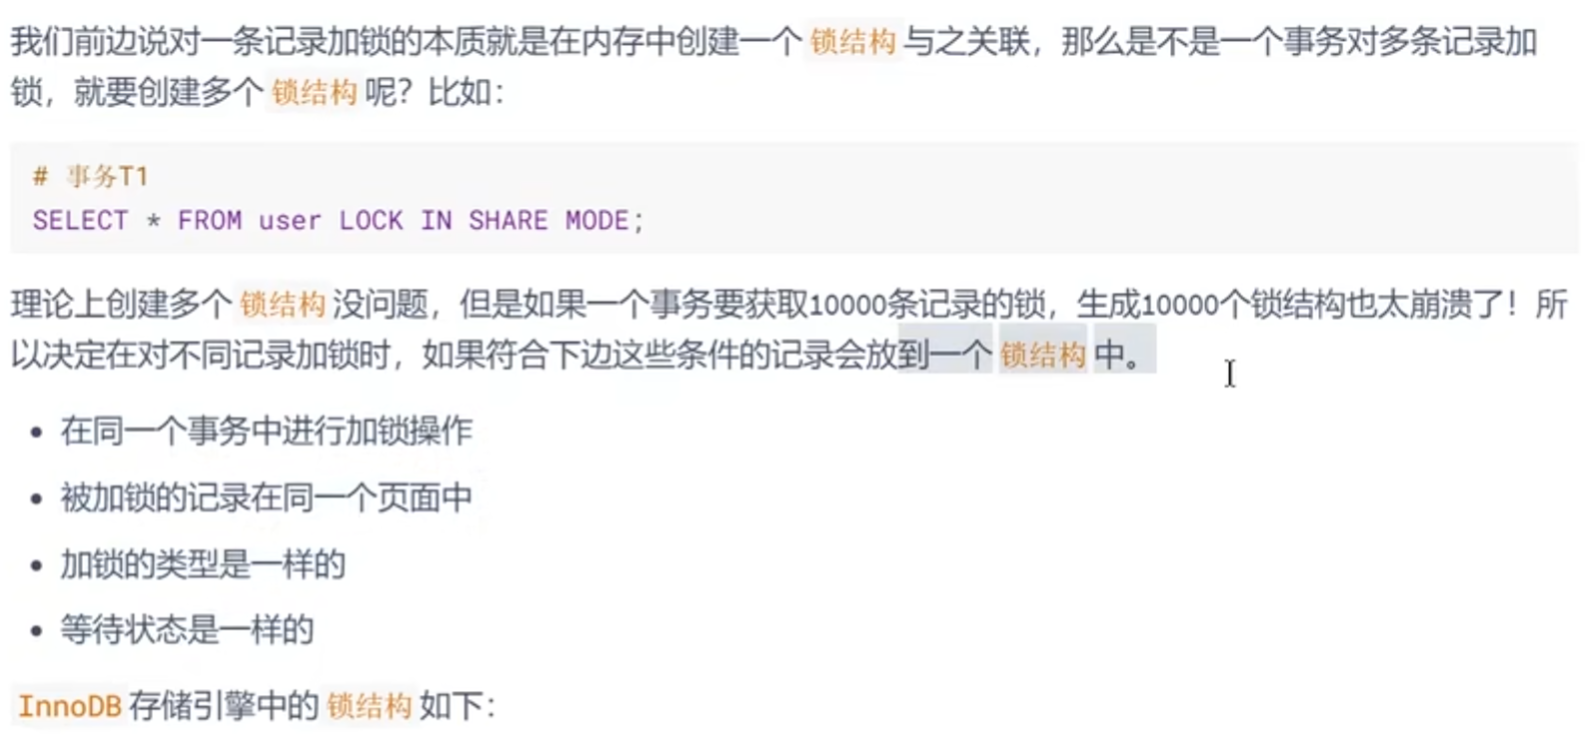 我们前边说对一条记录加锁的本质就是在内存中创建一个 锁结构 与之关联，那么是不是一个事务对多条记录加
锁，就要创建多个 锁结构 呢？比如：
# 事务T1
SELECT * FROM user LOCK IN SHARE MODE;
理论上创建多个 锁结构 没问题，但是如果一个事务要获取10000条记录的锁，生成10000个锁结构也太崩溃了！所
以决定在对不同记录加锁时，如果符合下边这些条件的记录会放到一个 锁结构 中。
• 在同一个事务中进行加锁操作
• 被加锁的记录在同一个页面中
• 加锁的类型是一样的
• 等待状态是一样的
InnoDB 存储引擎中的 锁结构 如下：